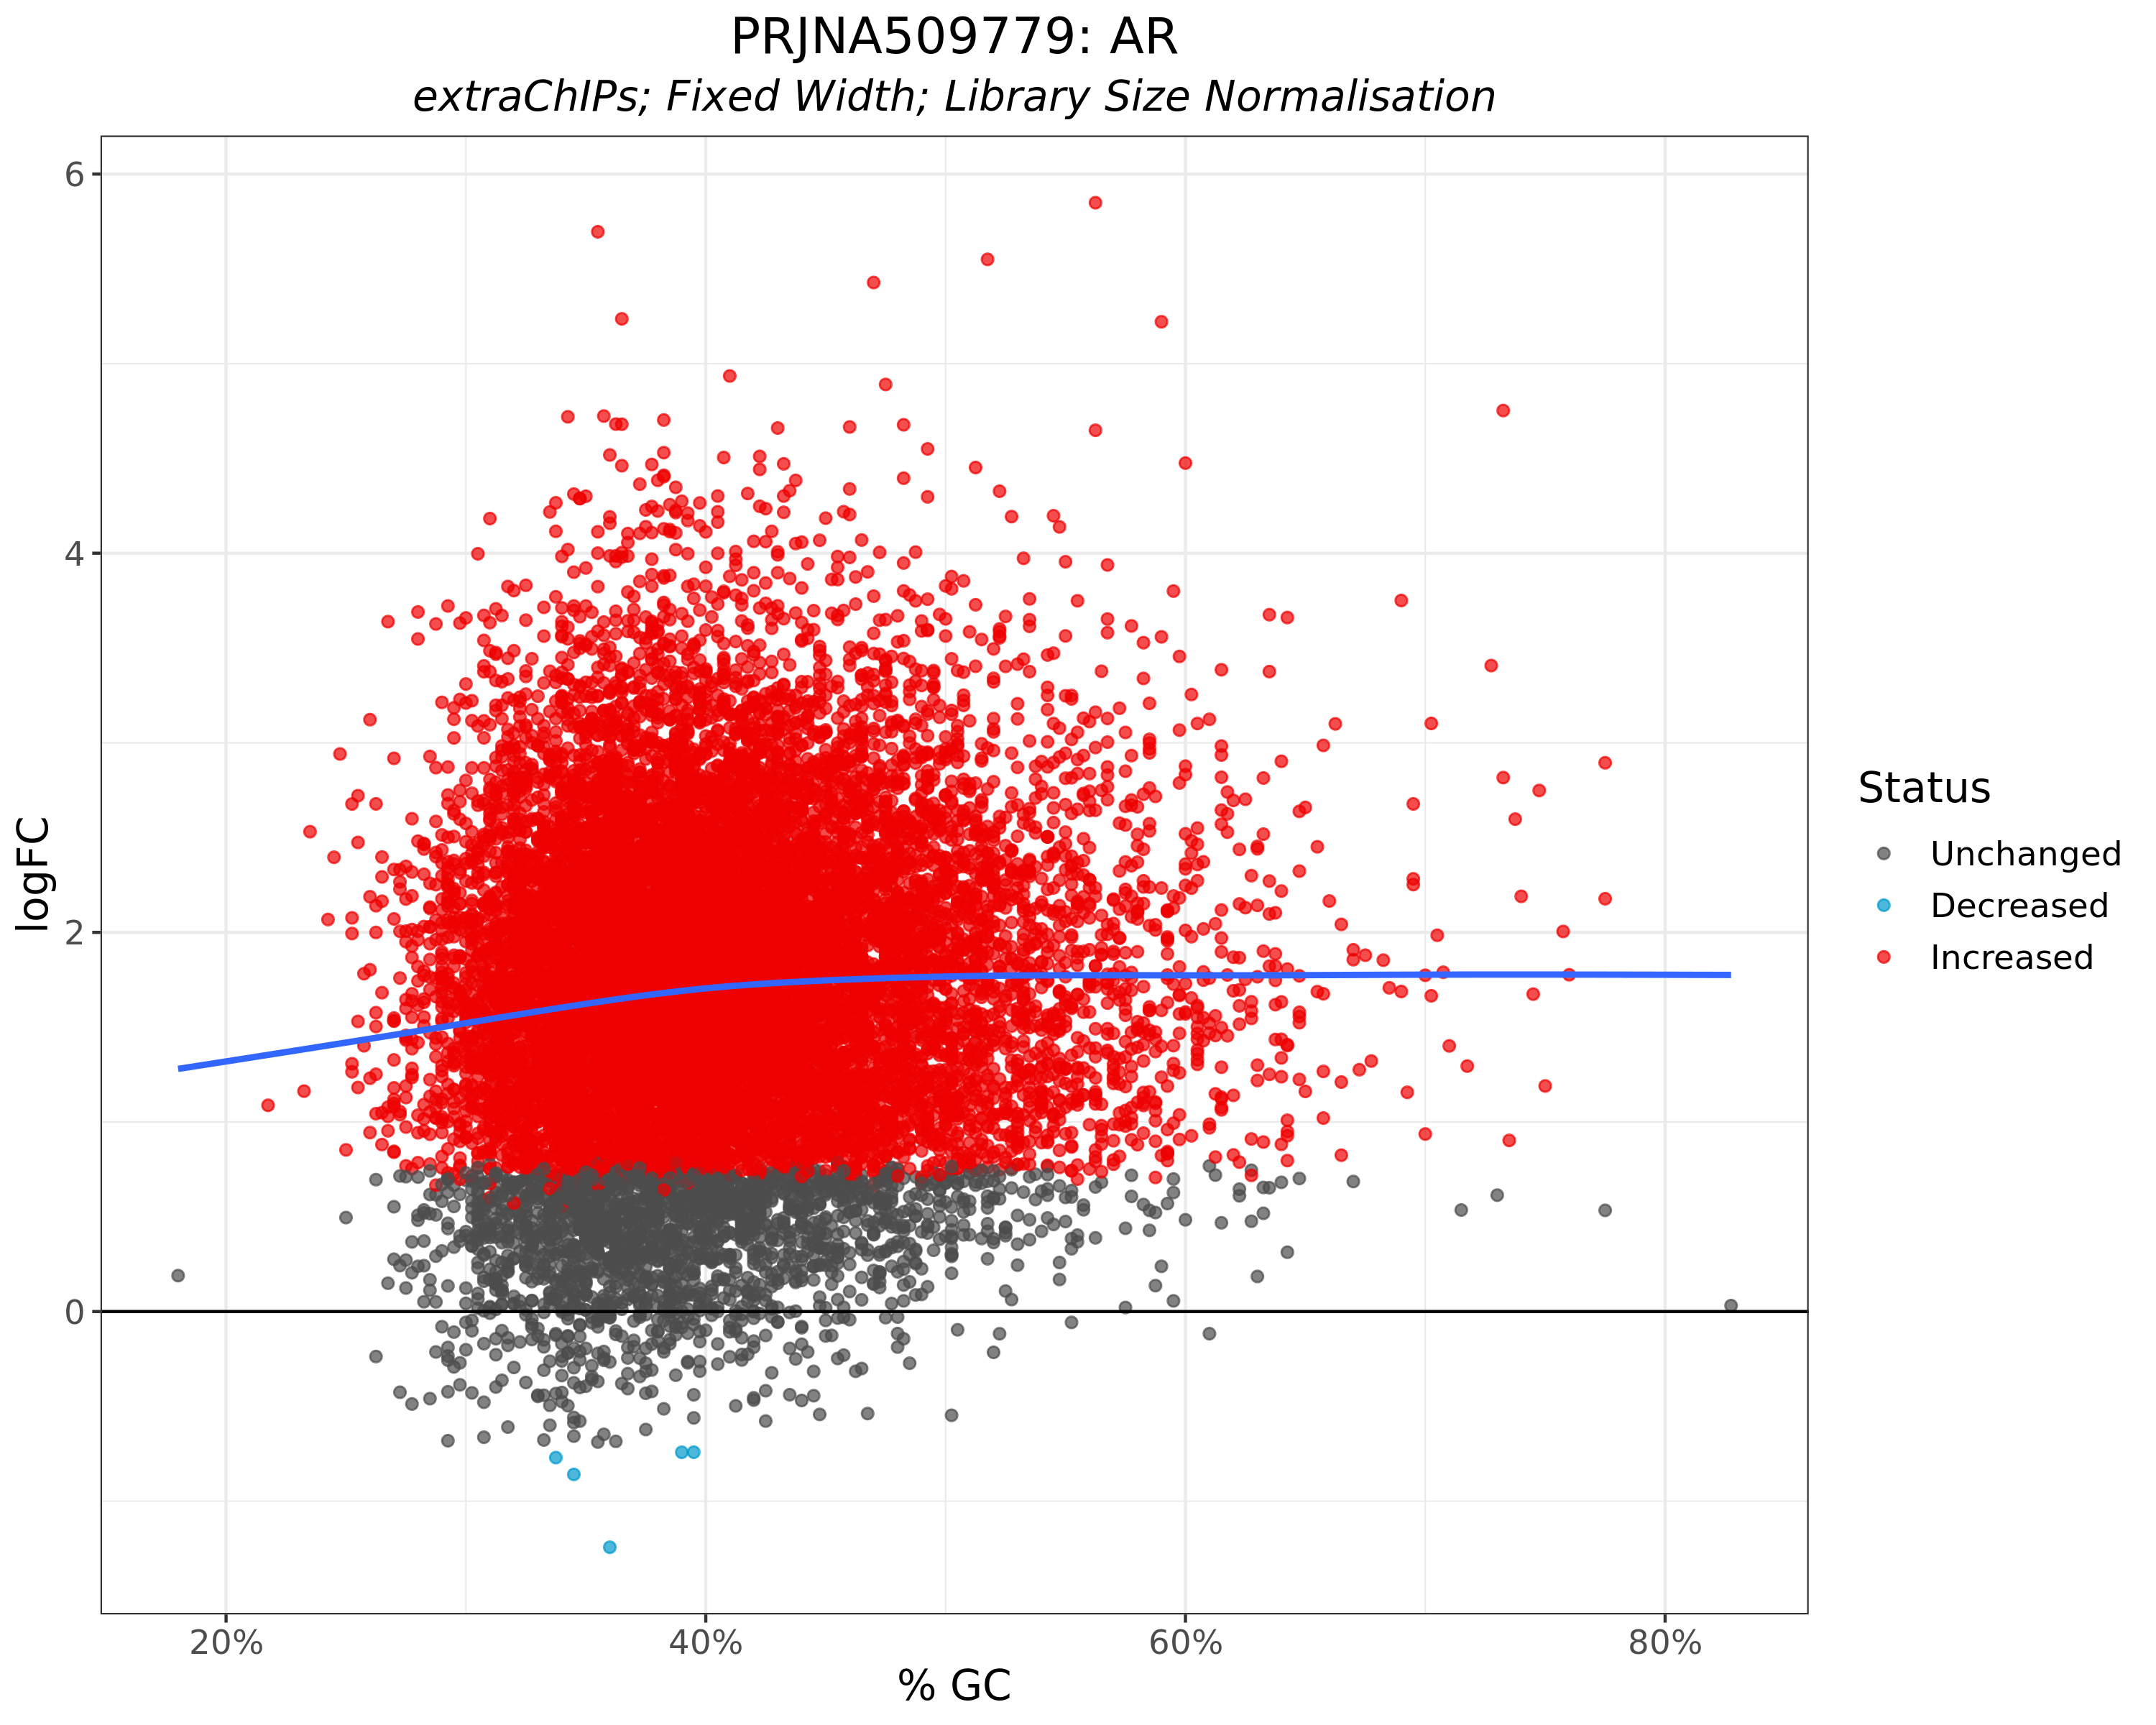 PRJNA509779: AR
extraChIPs; Fixed Width; Library Size Normalisation
logFC
6
4
2
0
20%
40%
60%
80%
% GC
Status
Unchanged
Decreased
Increased